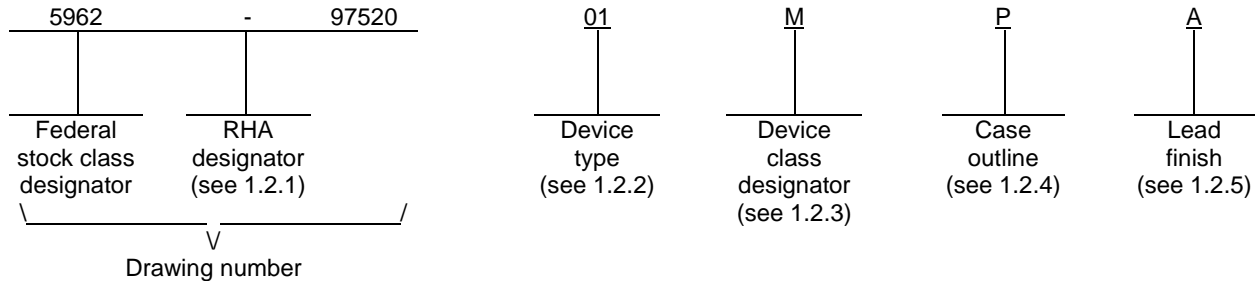 5962 - 97520 01 M P A
Federal stock class designator
RHA designator (see 1.2.1)
Device type (see 1.2.2)
Device class designator (see 1.2.3)
Case outline (see 1.2.4)
Lead finish (see 1.2.5)
Drawing number